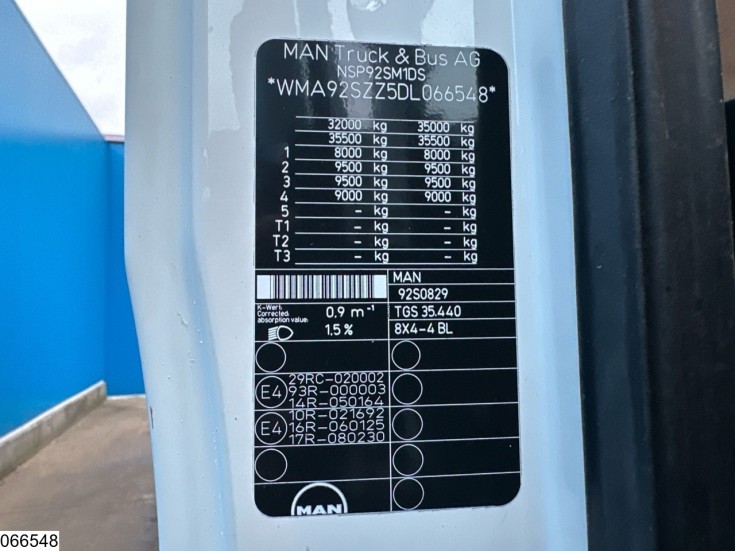 MAN Truck & Bus AG
NSP92SM1DS
*WMA92SZZ5DL066548*
32000 kg 35000 kg
35500 kg 35500 kg
1 8000 kg 8000 kg
2 9500 kg 9500 kg
3 9500 kg 9500 kg
4 9000 kg 9000 kg
5 - kg - kg
T1 - kg - kg
T2 - kg - kg
T3 - kg - kg
MAN
92S0829
K-Wert:
Corrected
absorption value:
0.9 m⁻¹
TGS 35.440
1.5 %
8X4-4 BL
E4
29RC-020002
93R-000003
14R-050164
E4
10R-021692
16R-060125
17R-080230
MAN
066548